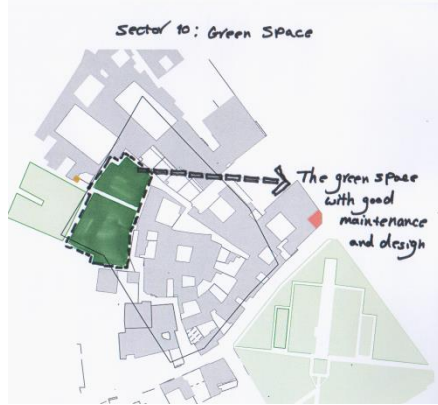 Sector 10: Green Space
The green space
with good
maintenance
and design